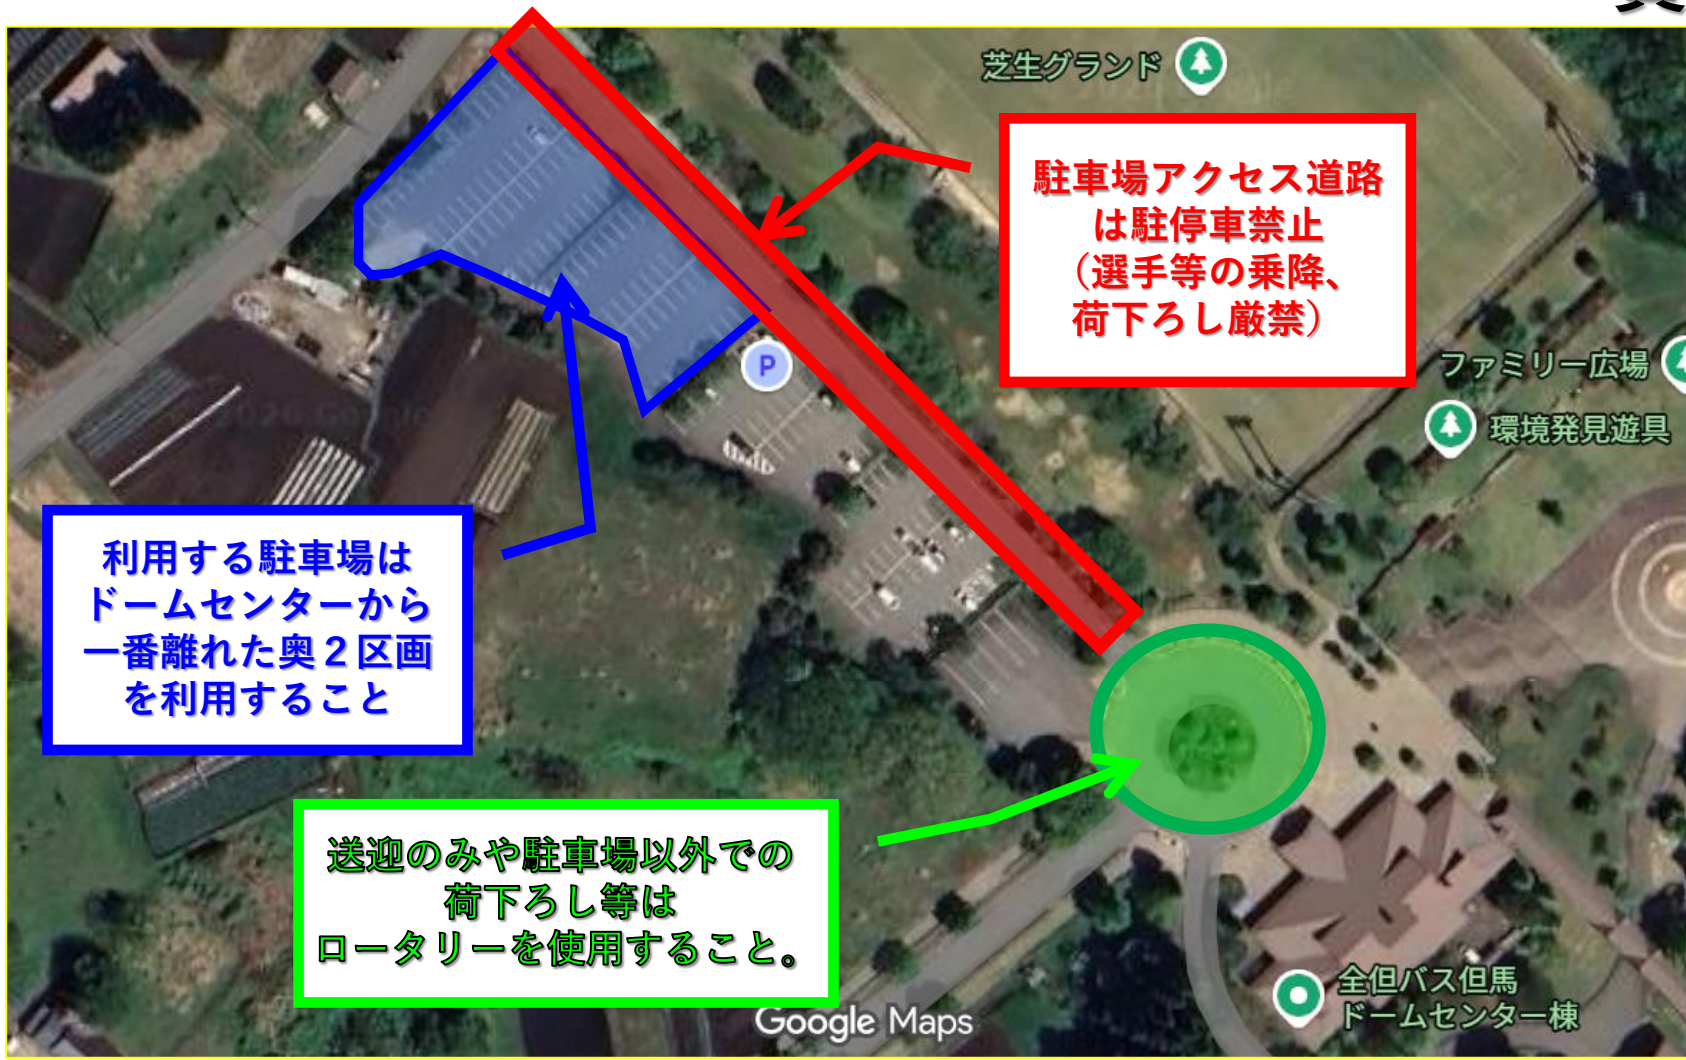 芝生グランド
駐車場アクセス道路
は駐停車禁止
（選手等の乗降、
荷下ろし厳禁）
ファミリー広場
P
環境発見遊具
利用する駐車場は
ドームセンターから
一番離れた奥２区画
を利用すること
送迎のみや駐車場以外での
荷下ろし等は
ロータリーを使用すること。
全但バス但馬
ドームセンター棟
Google Maps